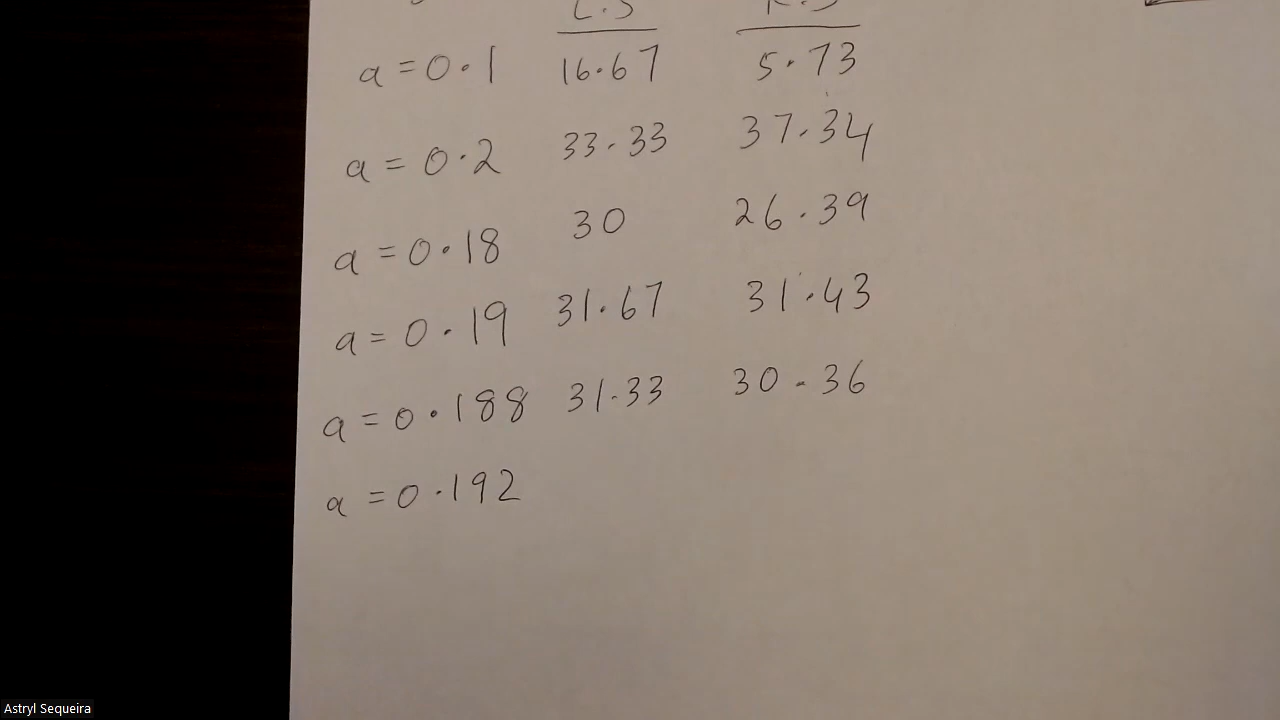 L.S R.S
a = 0.1 16.67 5.73
a = 0.2 33.33 37.34
a = 0.18 30 26.39
a = 0.19 31.67 31.43
a = 0.188 31.33 30.36
a = 0.192
Astryl Sequeira